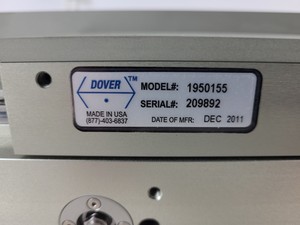 DOVER™
MODEL#: 1950155
SERIAL#: 209892
MADE IN USA
(877)-403-6837
DATE OF MFR: DEC 2011